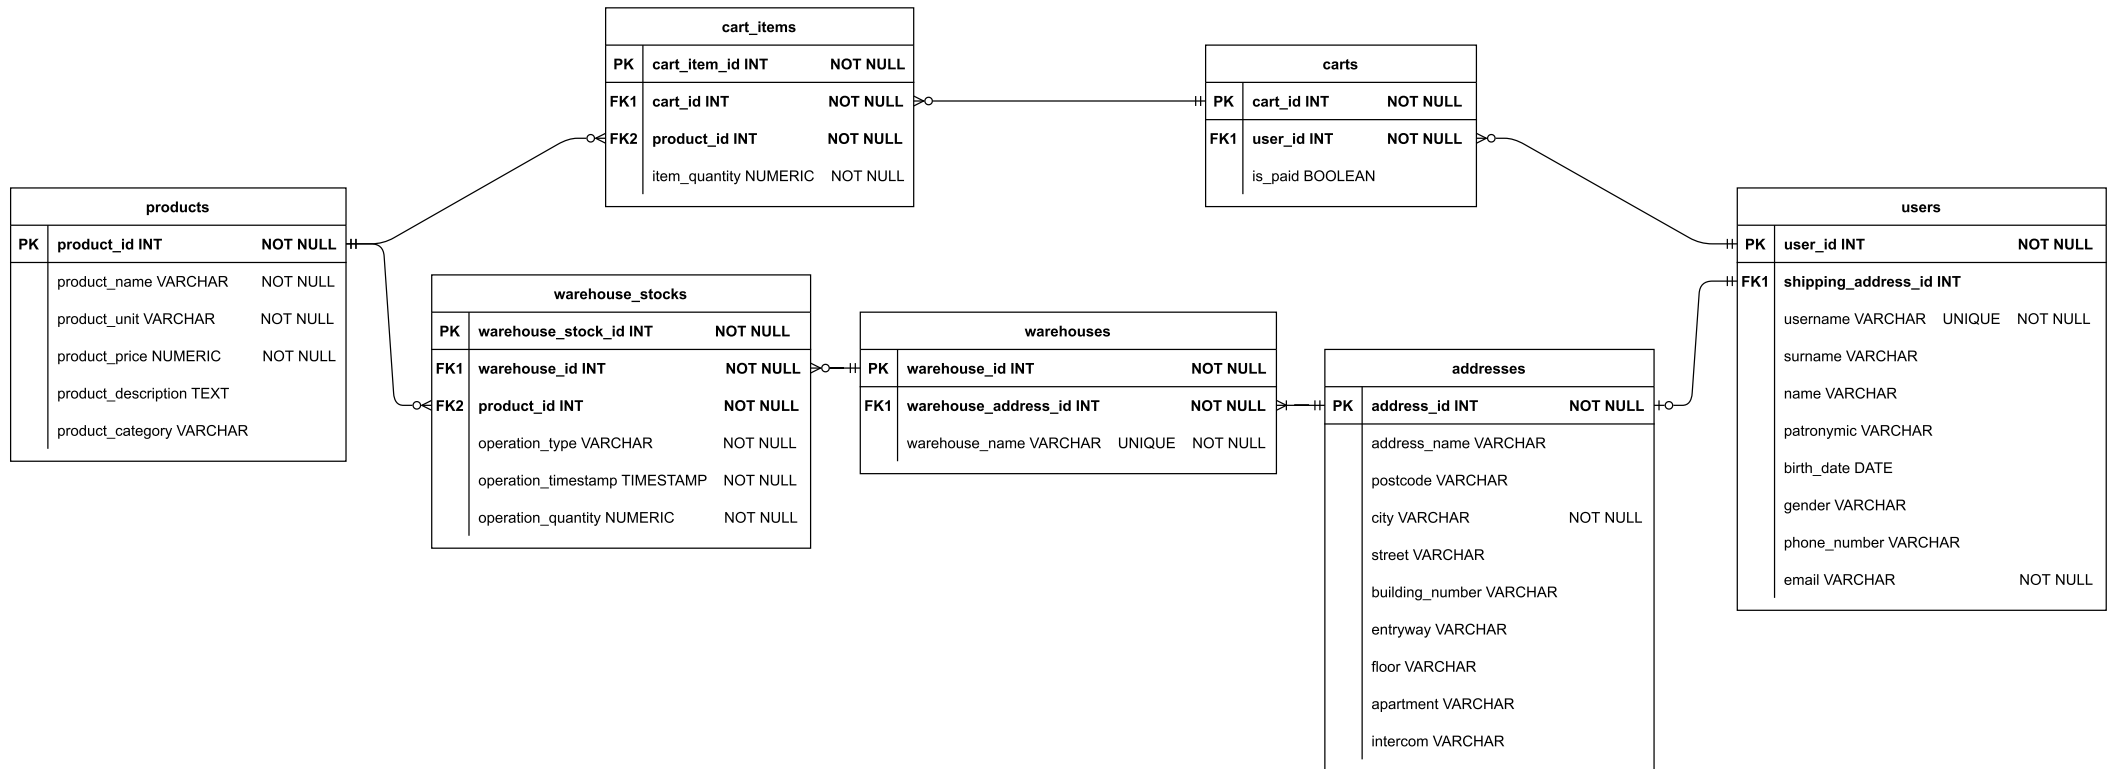 cart_items
PK cart_item_id INT NOT NULL
FK1 cart_id INT NOT NULL
FK2 product_id INT NOT NULL
item_quantity NUMERIC NOT NULL
carts
PK cart_id INT NOT NULL
FK1 user_id INT NOT NULL
is_paid BOOLEAN
products
PK product_id INT NOT NULL
product_name VARCHAR NOT NULL
product_unit VARCHAR NOT NULL
product_price NUMERIC NOT NULL
product_description TEXT
product_category VARCHAR
warehouse_stocks
PK warehouse_stock_id INT NOT NULL
FK1 warehouse_id INT NOT NULL
FK2 product_id INT NOT NULL
operation_type VARCHAR NOT NULL
operation_timestamp TIMESTAMP NOT NULL
operation_quantity NUMERIC NOT NULL
warehouses
PK warehouse_id INT NOT NULL
FK1 warehouse_address_id INT NOT NULL
warehouse_name VARCHAR UNIQUE NOT NULL
addresses
PK address_id INT NOT NULL
address_name VARCHAR
postcode VARCHAR
city VARCHAR NOT NULL
street VARCHAR
building_number VARCHAR
entryway VARCHAR
floor VARCHAR
apartment VARCHAR
intercom VARCHAR
users
PK user_id INT NOT NULL
FK1 shipping_address_id INT
username VARCHAR UNIQUE NOT NULL
surname VARCHAR
name VARCHAR
patronymic VARCHAR
birth_date DATE
gender VARCHAR
phone_number VARCHAR
email VARCHAR NOT NULL